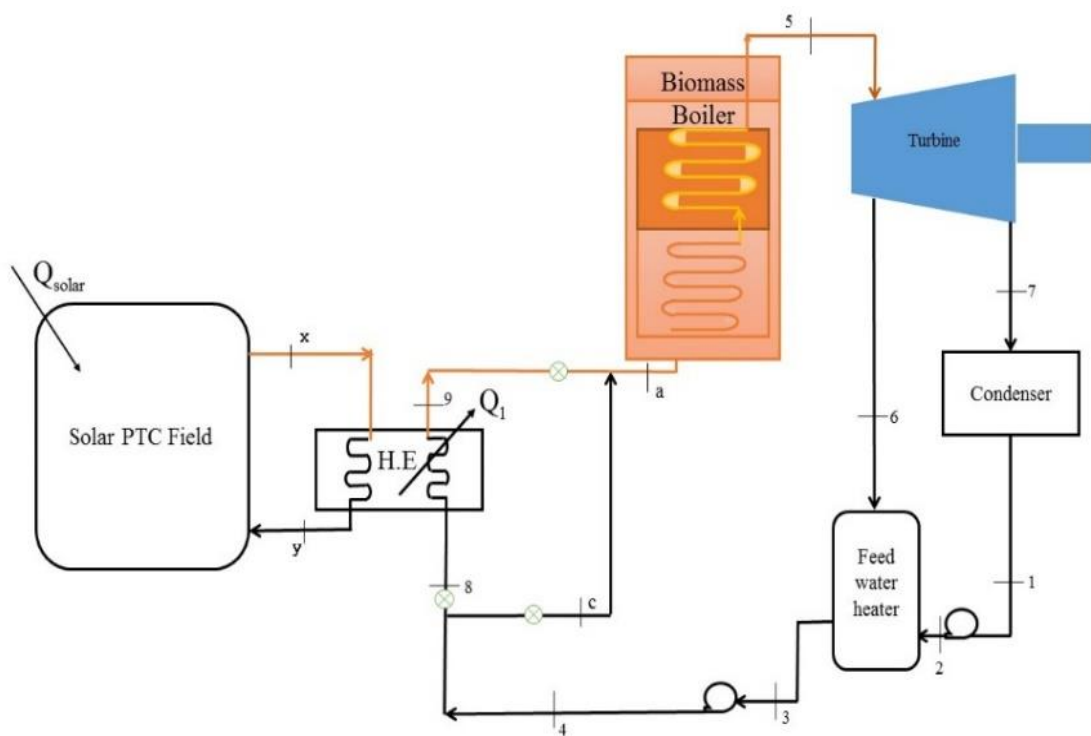 5
Biomass
Boiler
Turbine
Qsolar
x
7
9
a
Q1
Condenser
Solar PTC Field
H.E
6
y
Feed
water
heater
8
c
1
2
4
3